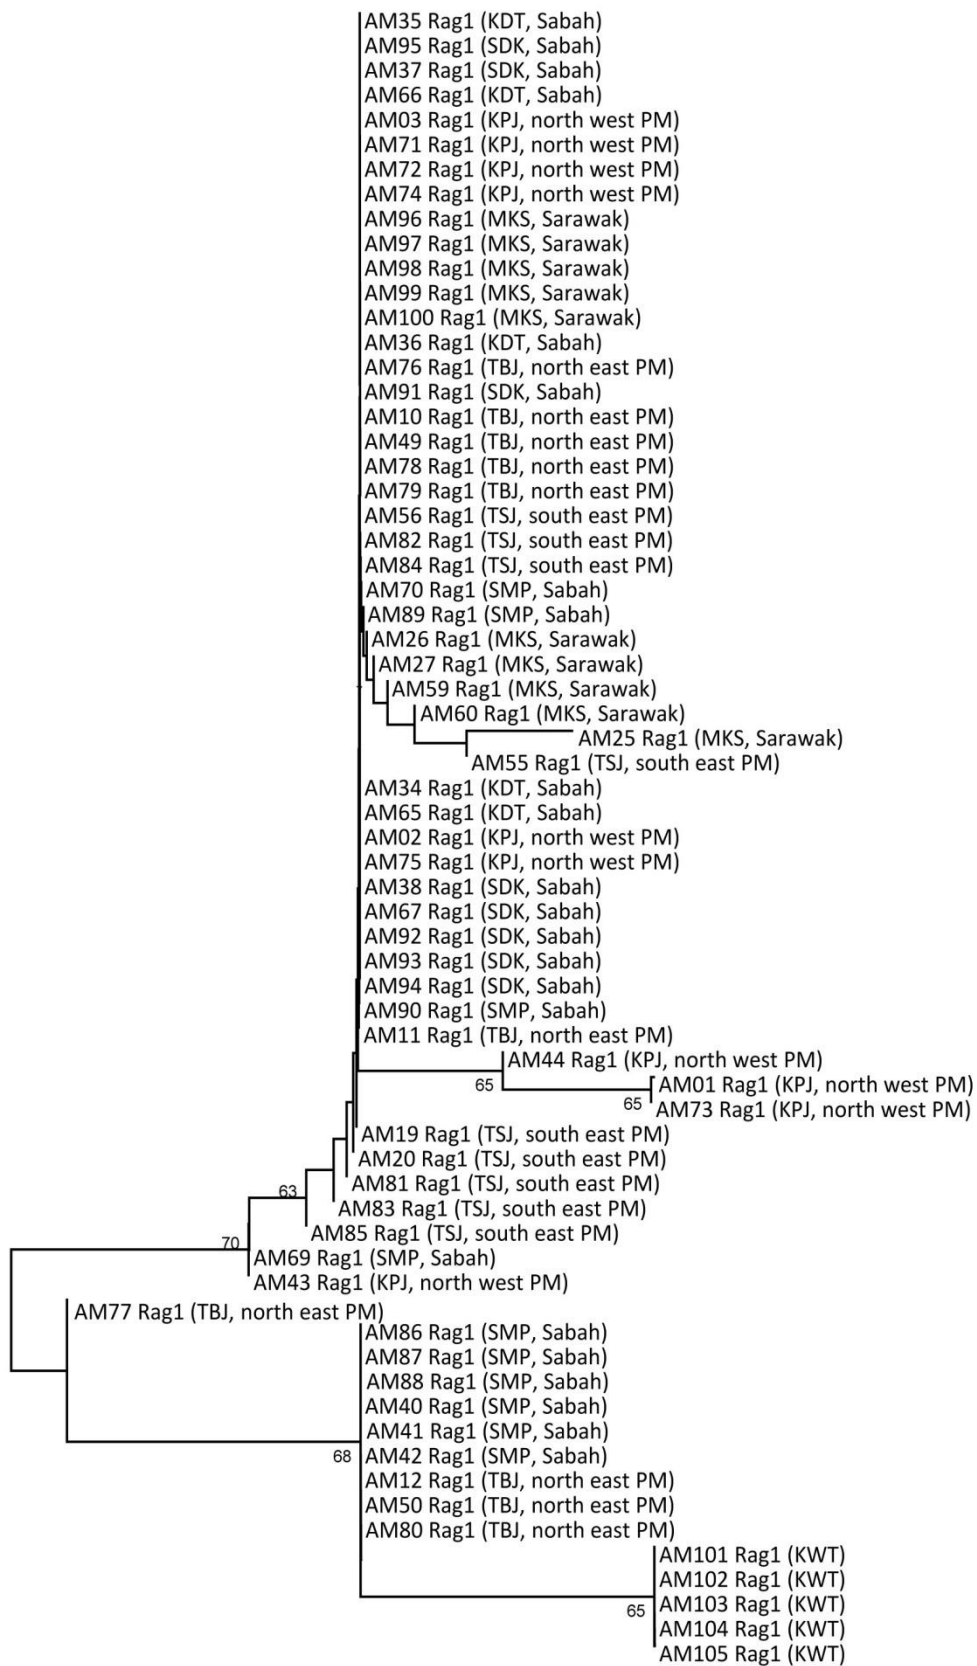 AM35 Rag1 (KDT, Sabah)
AM95 Rag1 (SDK, Sabah)
AM37 Rag1 (SDK, Sabah)
AM66 Rag1 (KDT, Sabah)
AM03 Rag1 (KPJ, north west PM)
AM71 Rag1 (KPJ, north west PM)
AM72 Rag1 (KPJ, north west PM)
AM74 Rag1 (KPJ, north west PM)
AM96 Rag1 (MKS, Sarawak)
AM97 Rag1 (MKS, Sarawak)
AM98 Rag1 (MKS, Sarawak)
AM99 Rag1 (MKS, Sarawak)
AM100 Rag1 (MKS, Sarawak)
AM36 Rag1 (KDT, Sabah)
AM76 Rag1 (TBJ, north east PM)
AM91 Rag1 (SDK, Sabah)
AM10 Rag1 (TBJ, north east PM)
AM49 Rag1 (TBJ, north east PM)
AM78 Rag1 (TBJ, north east PM)
AM79 Rag1 (TBJ, north east PM)
AM56 Rag1 (TSJ, south east PM)
AM82 Rag1 (TSJ, south east PM)
AM84 Rag1 (TSJ, south east PM)
AM70 Rag1 (SMP, Sabah)
AM89 Rag1 (SMP, Sabah)
AM26 Rag1 (MKS, Sarawak)
AM27 Rag1 (MKS, Sarawak)
AM59 Rag1 (MKS, Sarawak)
AM60 Rag1 (MKS, Sarawak)
AM25 Rag1 (MKS, Sarawak)
AM55 Rag1 (TSJ, south east PM)
AM34 Rag1 (KDT, Sabah)
AM65 Rag1 (KDT, Sabah)
AM02 Rag1 (KPJ, north west PM)
AM75 Rag1 (KPJ, north west PM)
AM38 Rag1 (SDK, Sabah)
AM67 Rag1 (SDK, Sabah)
AM92 Rag1 (SDK, Sabah)
AM93 Rag1 (SDK, Sabah)
AM94 Rag1 (SDK, Sabah)
AM90 Rag1 (SMP, Sabah)
AM11 Rag1 (TBJ, north east PM)
AM44 Rag1 (KPJ, north west PM)
65
AM01 Rag1 (KPJ, north west PM)
65
AM73 Rag1 (KPJ, north west PM)
AM19 Rag1 (TSJ, south east PM)
AM20 Rag1 (TSJ, south east PM)
AM81 Rag1 (TSJ, south east PM)
63
AM83 Rag1 (TSJ, south east PM)
AM85 Rag1 (TSJ, south east PM)
70
AM69 Rag1 (SMP, Sabah)
AM43 Rag1 (KPJ, north west PM)
AM77 Rag1 (TBJ, north east PM)
AM86 Rag1 (SMP, Sabah)
AM87 Rag1 (SMP, Sabah)
AM88 Rag1 (SMP, Sabah)
AM40 Rag1 (SMP, Sabah)
AM41 Rag1 (SMP, Sabah)
68
AM42 Rag1 (SMP, Sabah)
AM12 Rag1 (TBJ, north east PM)
AM50 Rag1 (TBJ, north east PM)
AM80 Rag1 (TBJ, north east PM)
AM101 Rag1 (KWT)
AM102 Rag1 (KWT)
65
AM103 Rag1 (KWT)
AM104 Rag1 (KWT)
AM105 Rag1 (KWT)